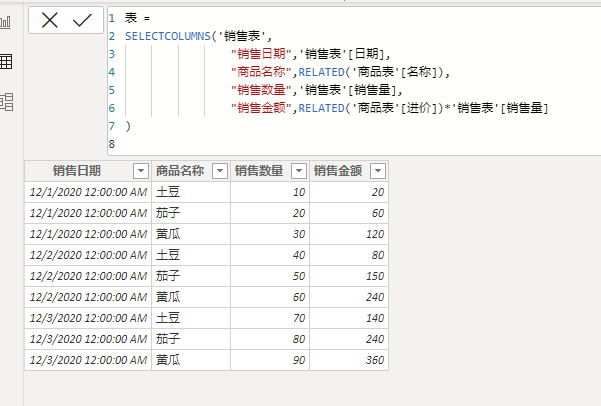 1 表 =
2 SELECTCOLUMNS('销售表',
3 "销售日期",'销售表'[日期],
4 "商品名称",RELATED('商品表'[名称]),
5 "销售数量",'销售表'[销售量],
6 "销售金额",RELATED('商品表'[进价])*'销售表'[销售量]
7 )
8
销售日期 商品名称 销售数量 销售金额
12/1/2020 12:00:00 AM 土豆 10 20
12/1/2020 12:00:00 AM 茄子 20 60
12/1/2020 12:00:00 AM 黄瓜 30 120
12/2/2020 12:00:00 AM 土豆 40 80
12/2/2020 12:00:00 AM 茄子 50 150
12/2/2020 12:00:00 AM 黄瓜 60 240
12/3/2020 12:00:00 AM 土豆 70 140
12/3/2020 12:00:00 AM 茄子 80 240
12/3/2020 12:00:00 AM 黄瓜 90 360